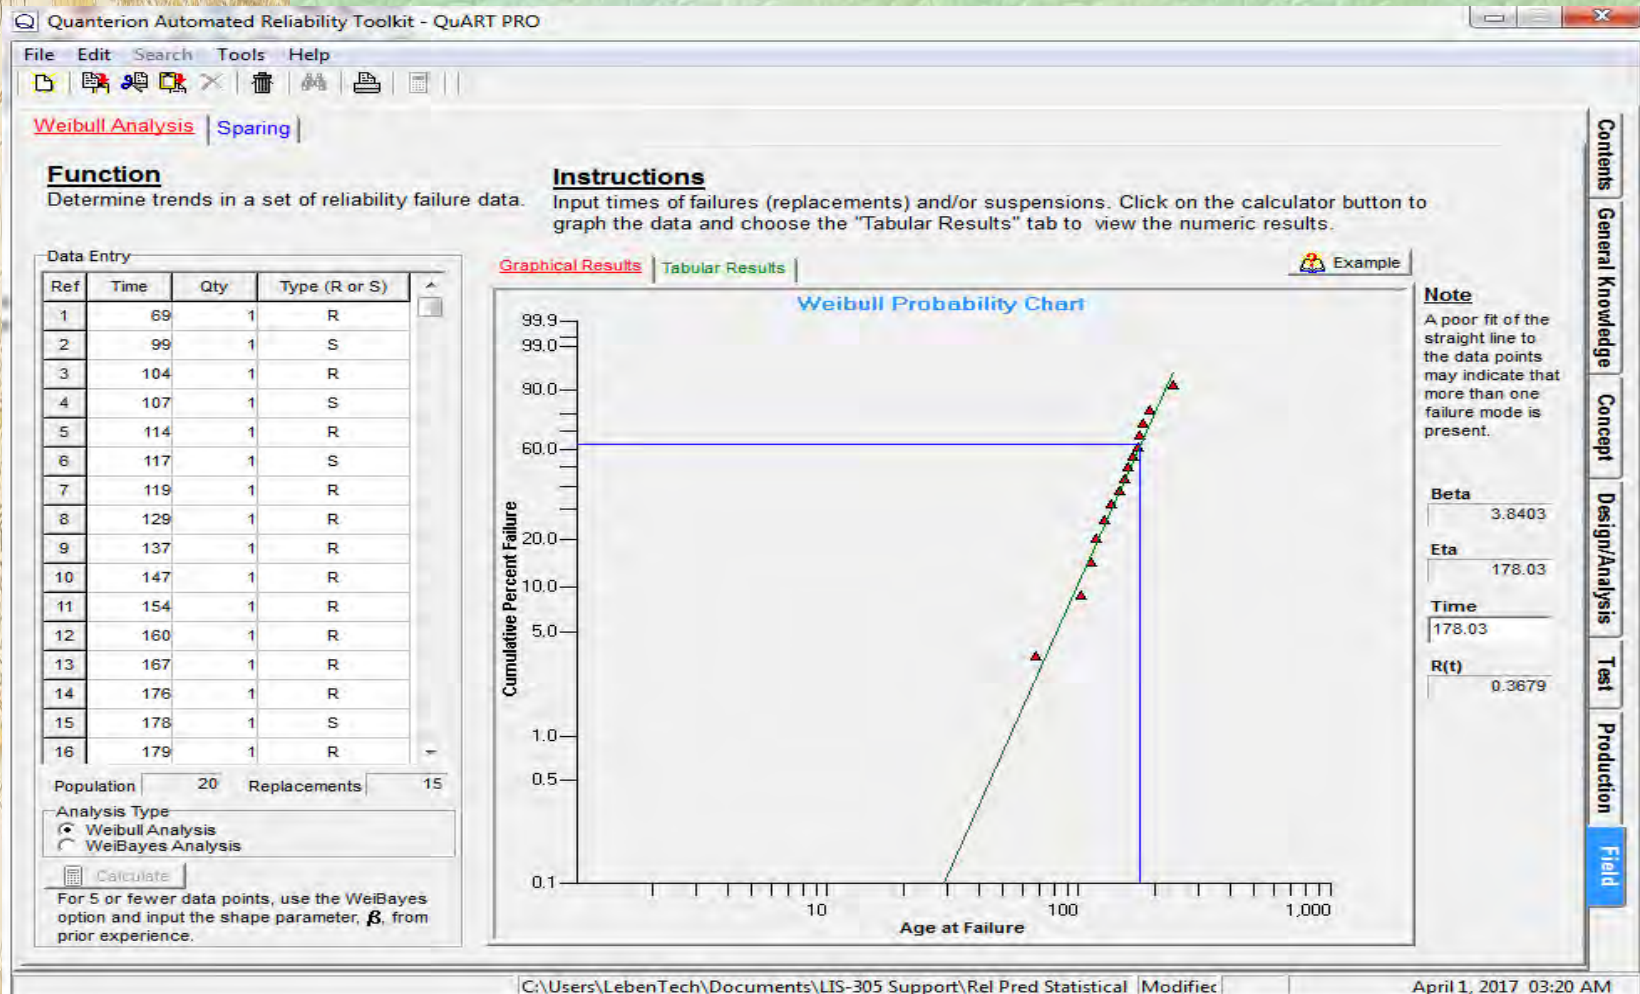 Quanterion Automated Reliability Toolkit - QuART PRO
File Edit Search Tools Help
Weibull Analysis Sparing
Function
Determine trends in a set of reliability failure data.
Instructions
Input times of failures (replacements) and/or suspensions. Click on the calculator button to
graph the data and choose the "Tabular Results" tab to view the numeric results.
Data Entry
Ref Time Qty Type (R or S)
1 69 1 R
2 99 1 S
3 104 1 R
4 107 1 S
5 114 1 R
6 117 1 S
7 119 1 R
8 129 1 R
9 137 1 R
10 147 1 R
11 154 1 R
12 160 1 R
13 167 1 R
14 176 1 R
15 178 1 S
16 179 1 R
Population 20 Replacements 15
Analysis Type
Weibull Analysis
WeiBayes Analysis
Calculate
For 5 or fewer data points, use the WeiBayes
option and input the shape parameter, β, from
prior experience.
Graphical Results Tabular Results
Example
Weibull Probability Chart
99.9
99.0
90.0
60.0
20.0
10.0
5.0
1.0
0.5
0.1
Cumulative Percent Failure
10 100 1,000
Age at Failure
Note
A poor fit of the
straight line to
the data points
may indicate that
more than one
failure mode is
present.
Beta
3.8403
Eta
178.03
Time
178.03
R(t)
0.3679
Contents
General Knowledge
Concept
Design/Analysis
Test
Production
Field
C:\Users\LebenTech\Documents\LIS-305 Support\Rel Pred Statistical Modified
April 1, 2017 03:20 AM